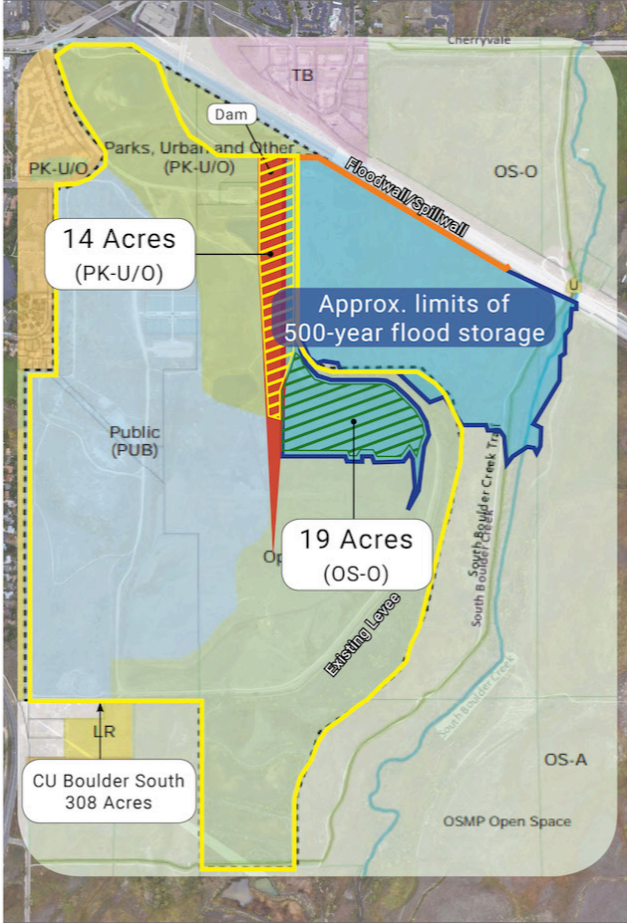 Cherryvale
TB
Dam
Parks, Urban and Other
(PK-U/O)
PK-U/O
OS-O
Floodwall/Spillwall
14 Acres
(PK-U/O)
U
Approx. limits of
500-year flood storage
Public
(PUB)
South Boulder Creek Trail
South Boulder Creek
19 Acres
(OS-O)
Op
Existing Levee
South Boulder Creek
LR
CU Boulder South
308 Acres
OS-A
OSMP Open Space